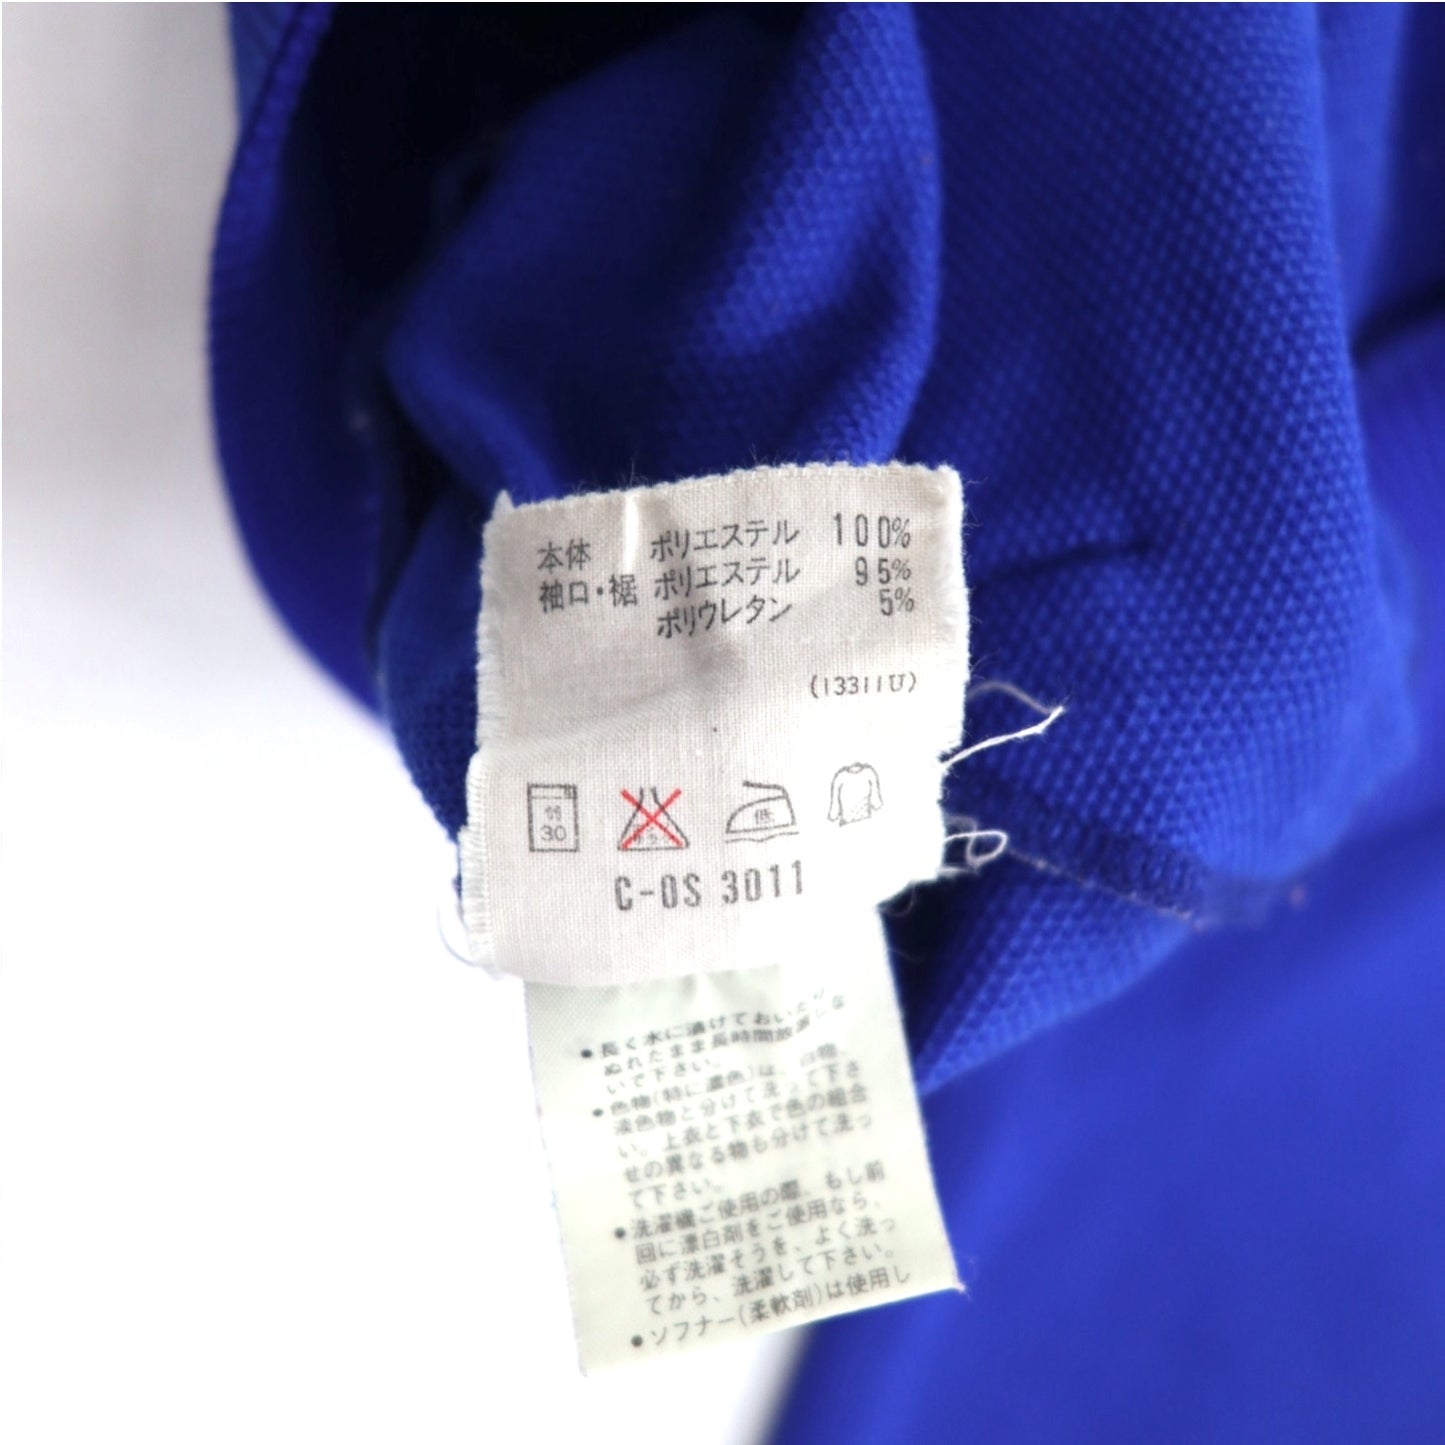 本体 ポリエステル 100%
袖口・裾 ポリエステル 95%
ポリウレタン 5%
(13311U)
弱
30
低
C-OS 3011
●長く水に漬けておいたり
ぬれたまま長時間放置しな
いで下さい。
●色物(特に濃色)は、白物、
淡色物と分けて洗って下さ
い。上衣と下衣で色の組合
せの異なる物も分けて洗っ
て下さい。
●洗濯機ご使用の際、もし前
回に漂白剤をご使用なら、
必ず洗濯そうを、よく洗っ
てから、洗濯して下さい。
●ソフナー(柔軟剤)は使用し